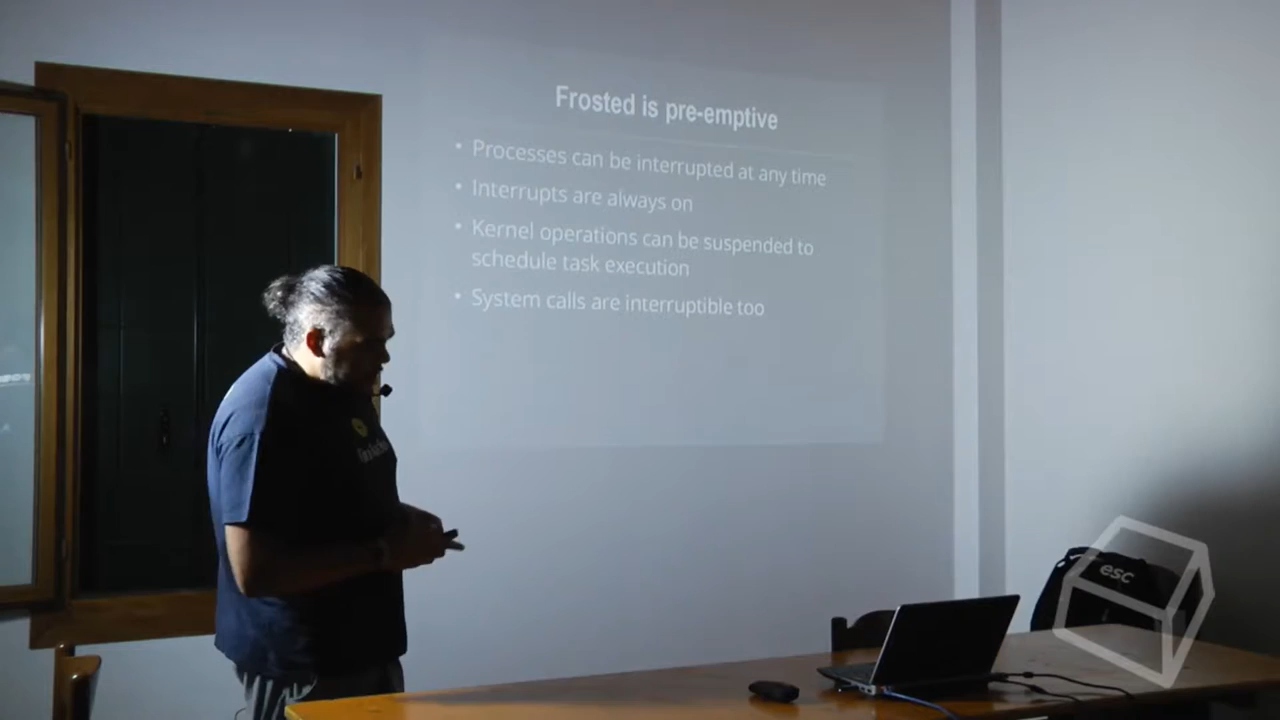 Frosted is pre-emptive
• Processes can be interrupted at any time
• Interrupts are always on
• Kernel operations can be suspended to
schedule task execution
• System calls are interruptible too
esc